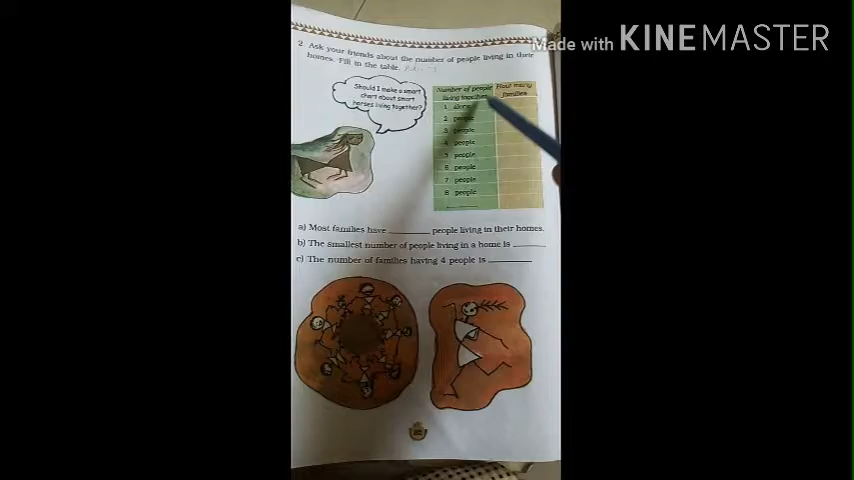 Made with KINEMASTER
2 Ask your friends about the number of people living in their
homes. Fill in the table.
Should I make a smart
chart about smart
horses living together?
Number of people
living together
How many
families
1 alone
2 people
3 people
4 people
5 people
6 people
7 people
8 people
a) Most families have ________ people living in their homes.
b) The smallest number of people living in a home is ________
c) The number of families having 4 people is ________